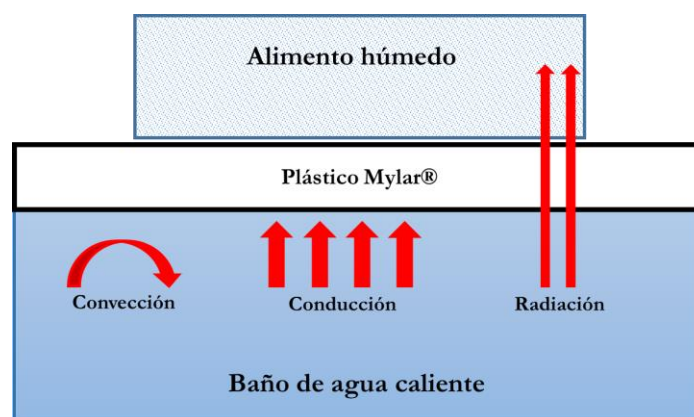 Alimento húmedo
Plástico Mylar®
Convección
Conducción
Radiación
Baño de agua caliente